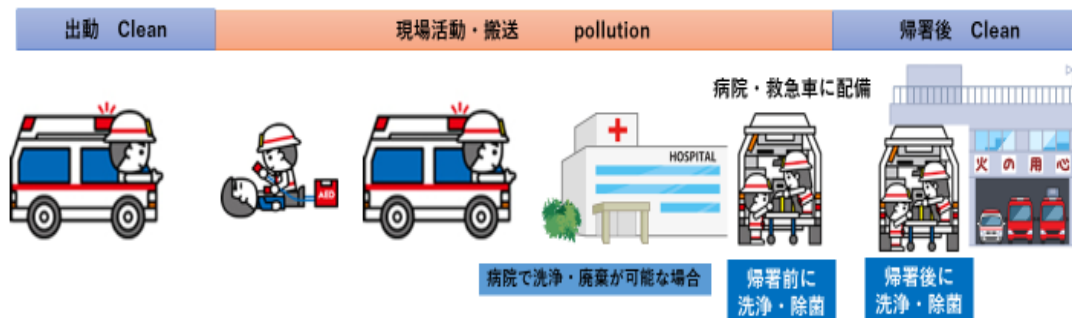 出動　Clean
現場活動・搬送　　pollution
帰署後　Clean
病院・救急車に配備
AED
HOSPITAL
火の用心
病院で洗浄・廃棄が可能な場合
帰署前に
洗浄・除菌
帰署後に
洗浄・除菌